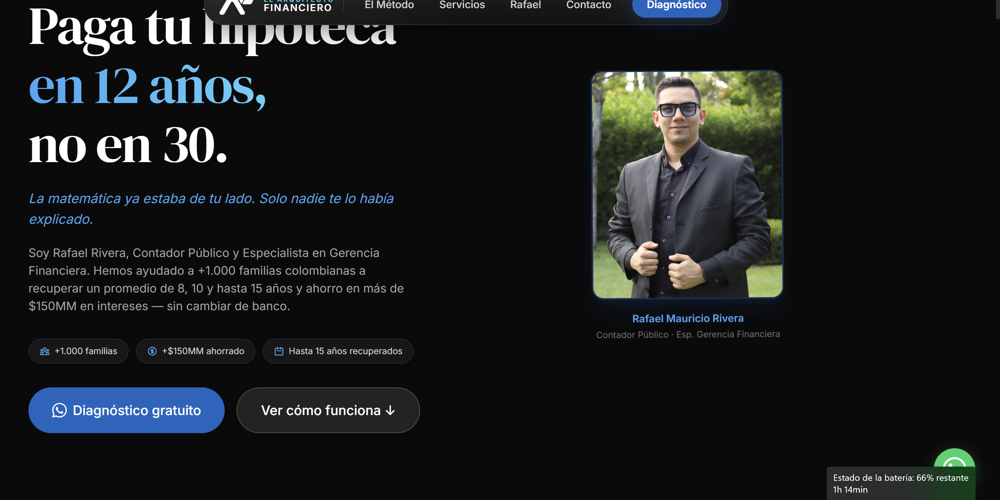 EL ARQUITECTO
FINANCIERO
El Método
Servicios
Rafael
Contacto
Diagnóstico
Paga tu hipoteca
en 12 años,
no en 30.
La matemática ya estaba de tu lado. Solo nadie te lo había
explicado.
Soy Rafael Rivera, Contador Público y Especialista en Gerencia
Financiera. Hemos ayudado a +1.000 familias colombianas a
recuperar un promedio de 8, 10 y hasta 15 años y ahorro en más de
$150MM en intereses — sin cambiar de banco.
+1.000 familias
+$150MM ahorrado
Hasta 15 años recuperados
Diagnóstico gratuito
Ver cómo funciona ↓
Rafael Mauricio Rivera
Contador Público · Esp. Gerencia Financiera
Estado de la batería: 66% restante
1h 14min